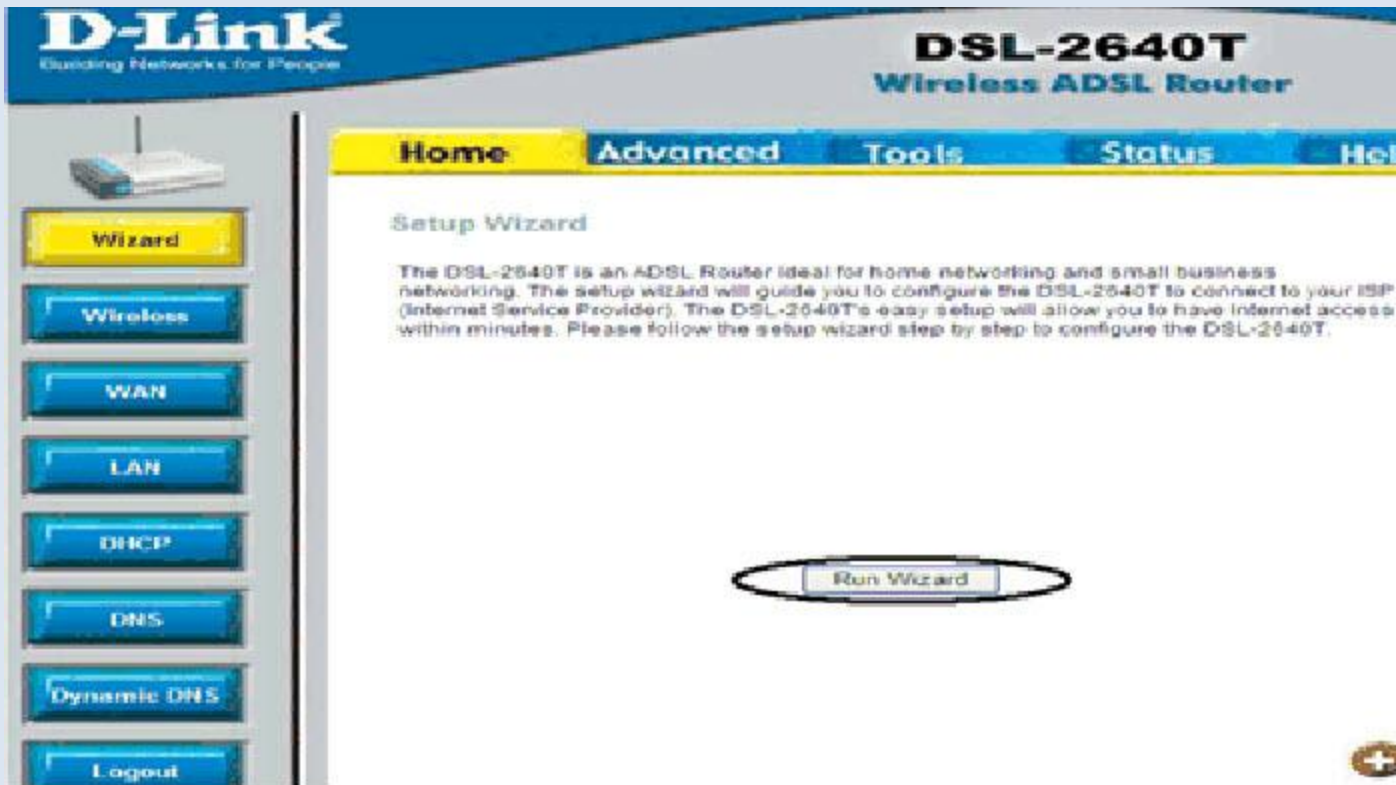 D-Link
Building Networks for People
DSL-2640T
Wireless ADSL Router
Home
Advanced
Tools
Status
Hel
Wizard
Wireless
WAN
LAN
DHCP
DNS
Dynamic DNS
Logout
Setup Wizard
The DSL-2640T is an ADSL Router ideal for home networking and small business
networking. The setup wizard will guide you to configure the DSL-2640T to connect to your ISP
(Internet Service Provider). The DSL-2640T's easy setup will allow you to have Internet access
within minutes. Please follow the setup wizard step by step to configure the DSL-2640T.
Run Wizard